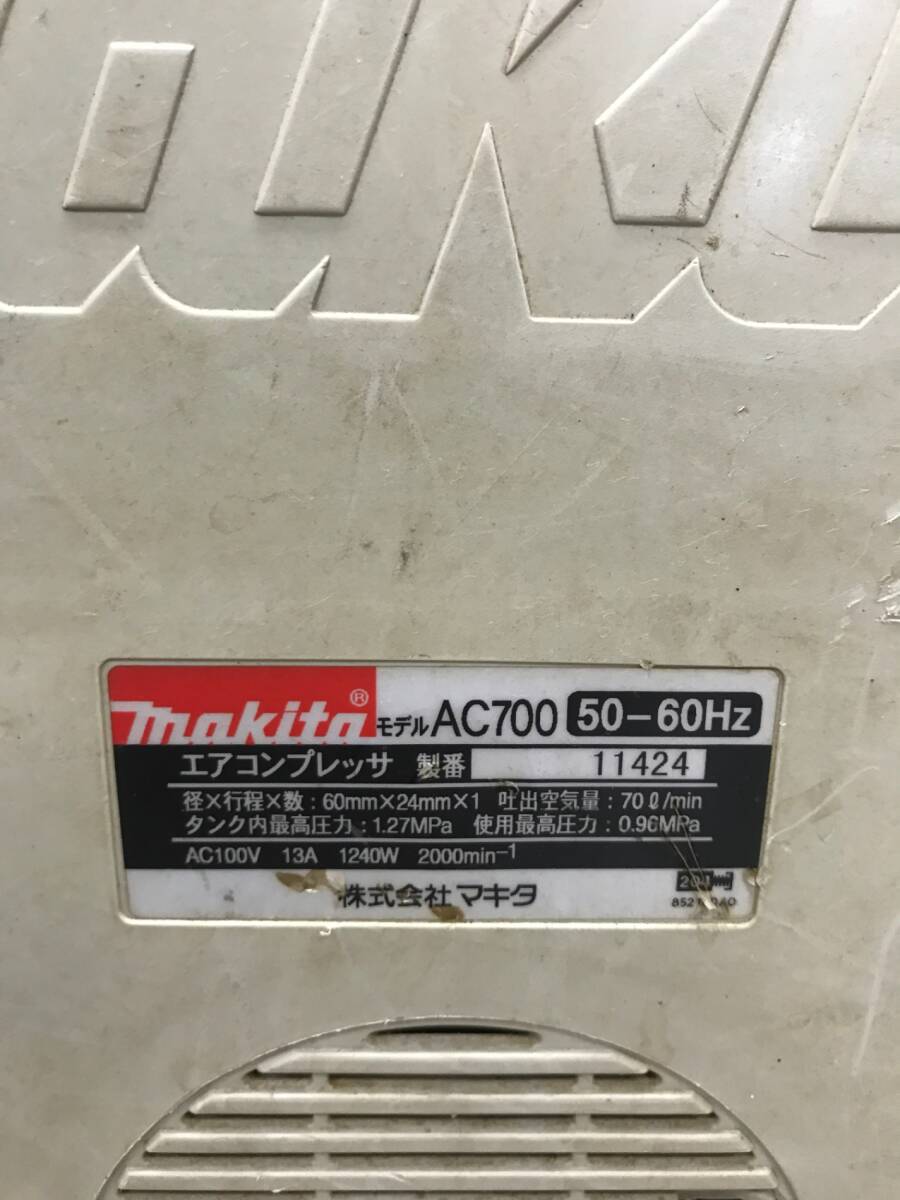 makita® モデル AC700 50-60Hz
エアコンプレッサ 製番 11424
径×行程×数：60mm×24mm×1 吐出空気量：70ℓ/min
タンク内最高圧力：1.27MPa 使用最高圧力：0.96MPa
AC100V 13A 1240W 2000min-1
株式会社マキタ